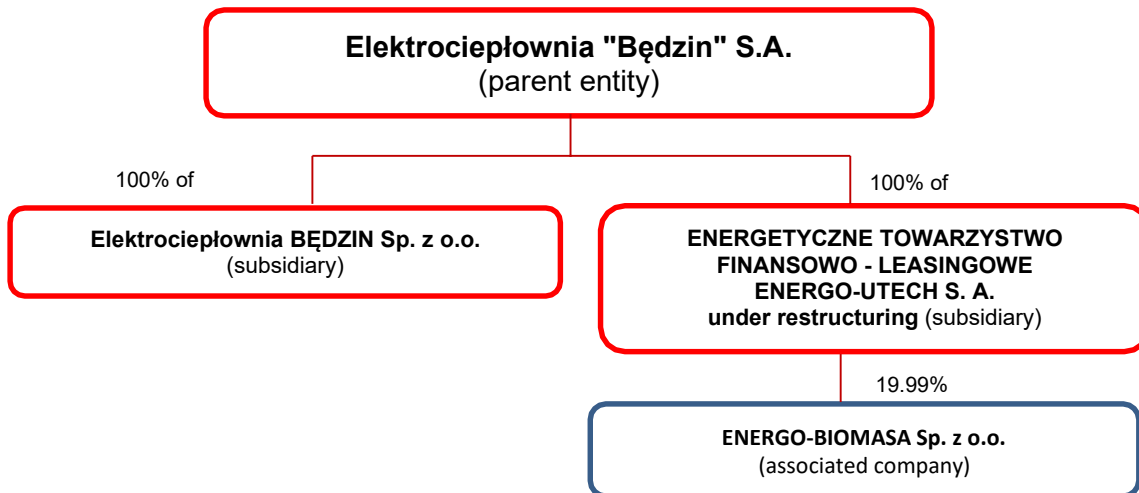 Elektrociepłownia "Będzin" S.A.
(parent entity)
100% of
100% of
Elektrociepłownia BĘDZIN Sp. z o.o.
(subsidiary)
ENERGETYCZNE TOWARZYSTWO
FINANSOWO - LEASINGOWE
ENERGO-UTECH S. A.
under restructuring (subsidiary)
19.99%
ENERGO-BIOMASA Sp. z o.o.
(associated company)